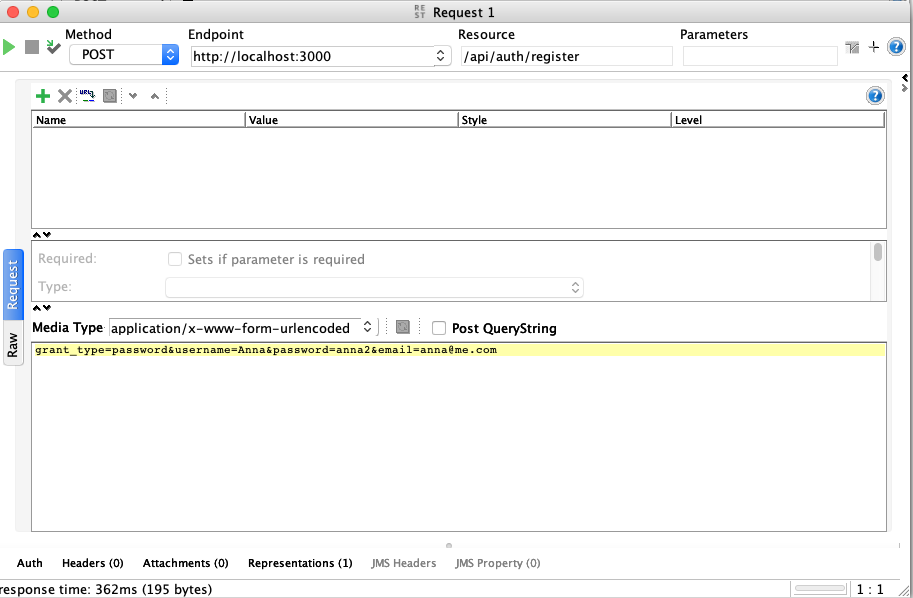 REST Request 1
Method Endpoint Resource Parameters
POST http://localhost:3000 /api/auth/register
Name Value Style Level
Required: Sets if parameter is required
Type:
Request
Raw
Media Type application/x-www-form-urlencoded Post QueryString
grant_type=password&username=Anna&password=anna2&email=anna@me.com
Auth Headers (0) Attachments (0) Representations (1) JMS Headers JMS Property (0)
response time: 362ms (195 bytes) 1 : 1